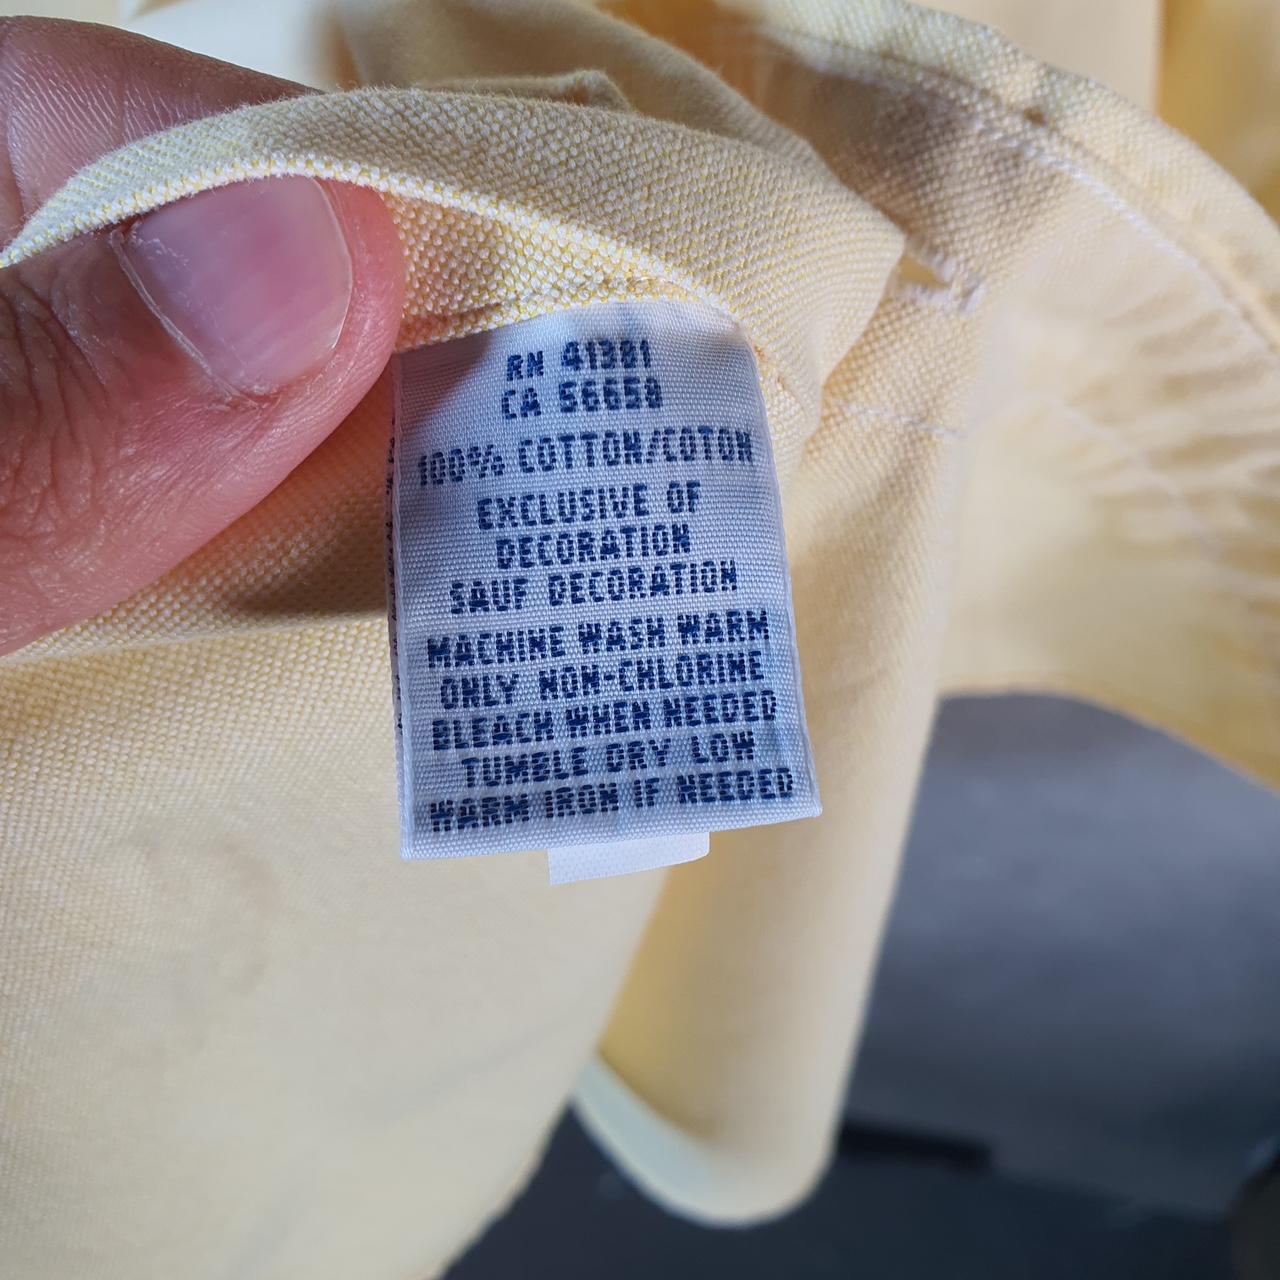 RN 41381
CA 56658
100% COTTON/COTON
EXCLUSIVE OF
DECORATION
SAUF DECORATION
MACHINE WASH WARM
ONLY NON-CHLORINE
BLEACH WHEN NEEDED
TUMBLE DRY LOW
WARM IRON IF NEEDED